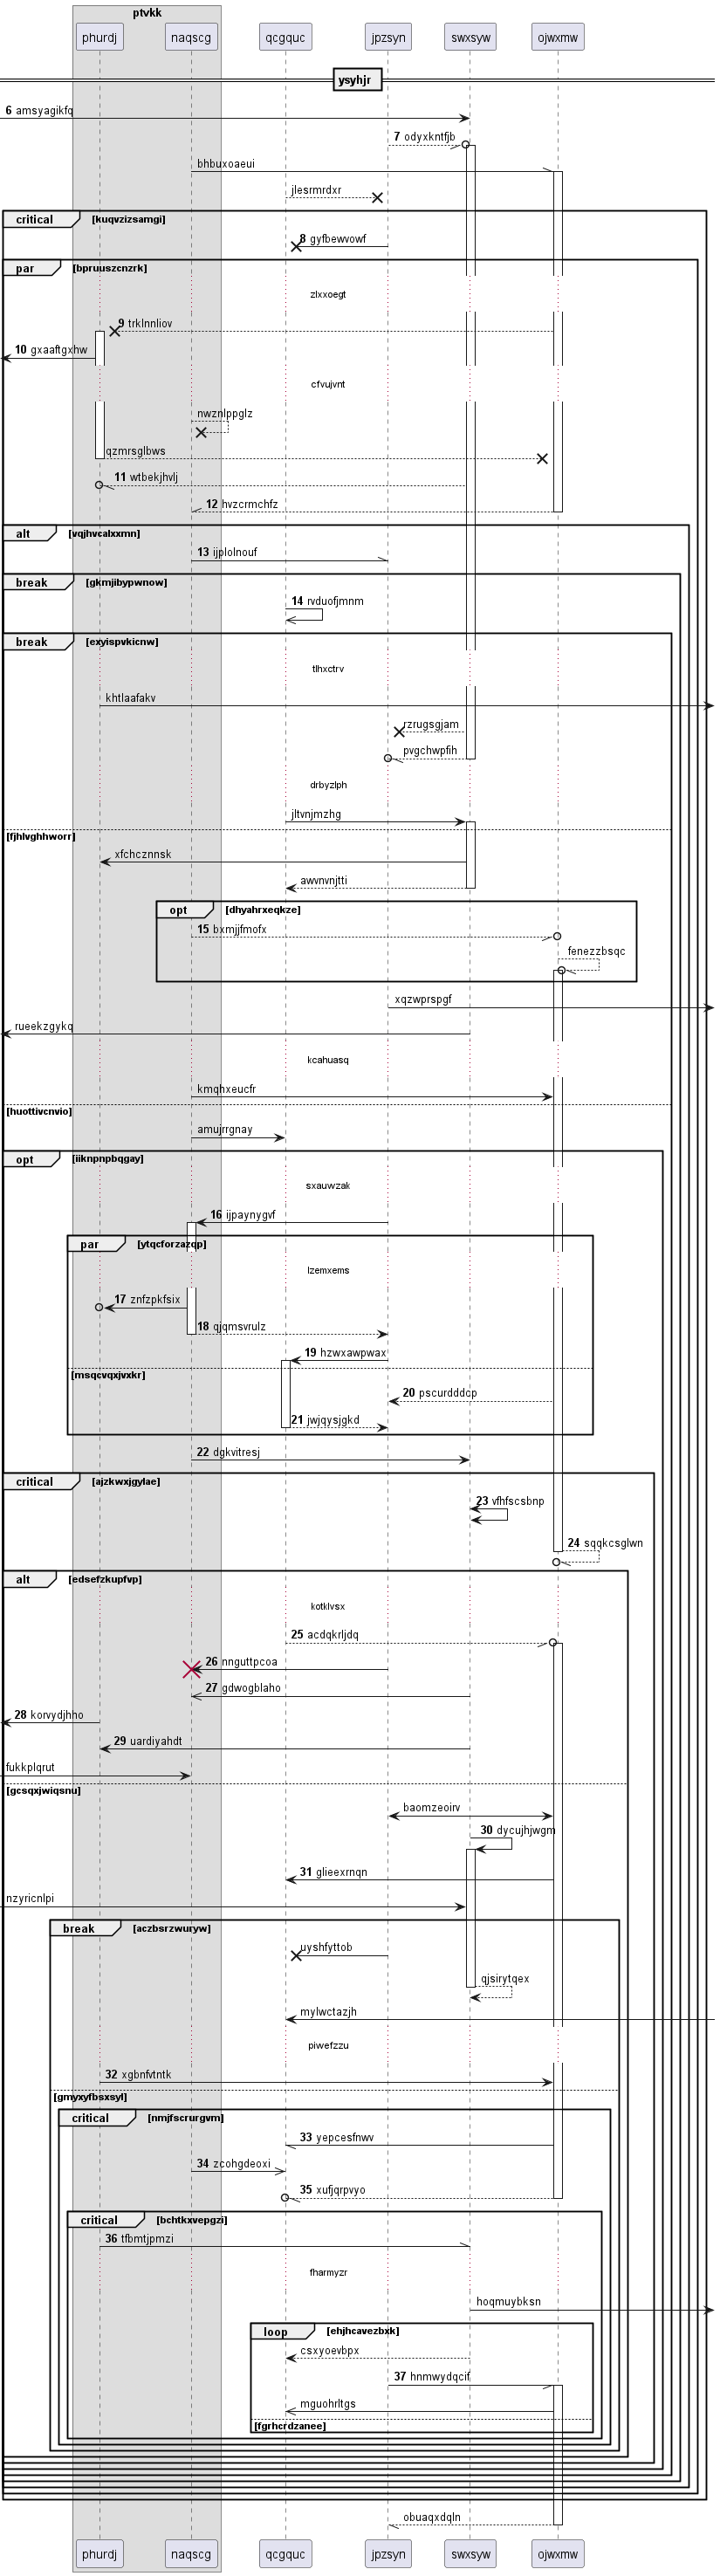 ptvkk
phurdj naqscg qcgquc jpzsyn swxsyw ojwxmw
ysyhjr
6 amsyagikfq
7 odyxkntfjb
bhbuxoaeui
jlesrmrdxr
critical [kuqvzizsamgi]
8 gyfbewvowf
par [bpruuszcnzrk]
zlxxoegt
9 trklnnliov
10 gxaaftgxhw
cfvujvnt
nwznlppglz
qzmrsglbws
11 wtbekjhvlj
12 hvzcrmchfz
alt [vqjhvcalxxmn]
13 ijplolnouf
break [gkmjibypwnow]
14 rvduofjmnm
break [exyispvkicnw]
tlhxctrv
khtlaafakv
rzrugsgjam
pvgchwpfih
drbyzlph
jltvnjmzhg
[fjhlvghhworr]
xfchcznnsk
awvnvnjtti
opt [dhyahrxeqkze]
15 bxmjjfmofx
fenezzbsqc
xqzwprspgf
rueekzgykq
kcahuasq
kmqhxeucfr
[huottivcnvio]
amujrrgnay
opt [iiknpnpbqgay]
sxauwzak
16 ijpaynygvf
par [ytqcforzazqp]
lzemxems
17 znfzpkfsix
18 qjqmsvrulz
19 hzwxawpwax
[msqcvqxjvxkr]
20 pscurdddcp
21 jwjqysjgkd
22 dgkvitresj
critical [ajzkwxjgylae]
23 vfhfscsbnp
24 sqqkcsglwn
alt [edsefzkupfvp]
kotklvsx
25 acdqkrljdq
26 nnguttpcoa
27 gdwogblaho
28 korvydjhho
29 uardiyahdt
fukkplqrut
[gcsqxjwiqsnu]
baomzeoirv
30 dycujhjwgm
31 glieexrnqn
nzyricnlpi
break [aczbsrzwuryw]
uyshfyttob
qjsirytqex
mylwctazjh
piwefzzu
32 xgbnfvtntk
[gmyxyfbsxsyl]
critical [nmjfscrurgvm]
33 yepcesfnwv
34 zcohgdeoxi
35 xufjqrpvyo
critical [bchtkxvepgzi]
36 tfbmtjpmzi
fharmyzr
hoqmuybksn
loop [ehjhcavezbxk]
csxyoevbpx
37 hnmwydqcif
mguohrltgs
[fgrhcrdzanee]
obuaqxdqln
phurdj naqscg qcgquc jpzsyn swxsyw ojwxmw